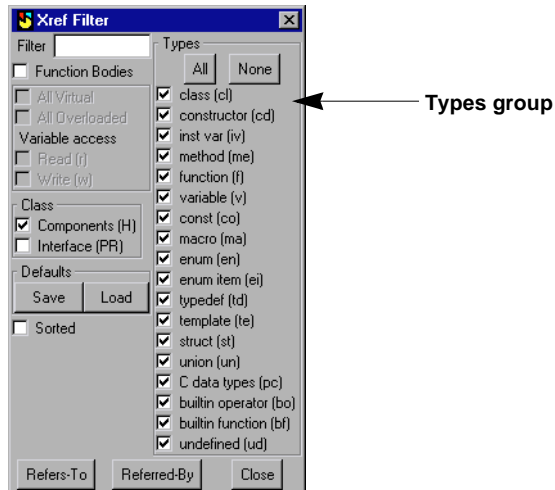 Xref Filter
Filter
Function Bodies
All Virtual
All Overloaded
Variable access
Read (r)
Write (w)
Class
Components (H)
Interface (PR)
Defaults
Save Load
Sorted
Types
All None
class (cl)
constructor (cd)
inst var (iv)
method (me)
function (f)
variable (v)
const (co)
macro (ma)
enum (en)
enum item (ei)
typedef (td)
template (te)
struct (st)
union (un)
C data types (pc)
builtin operator (bo)
builtin function (bf)
undefined (ud)
Refers-To Referred-By Close
Types group